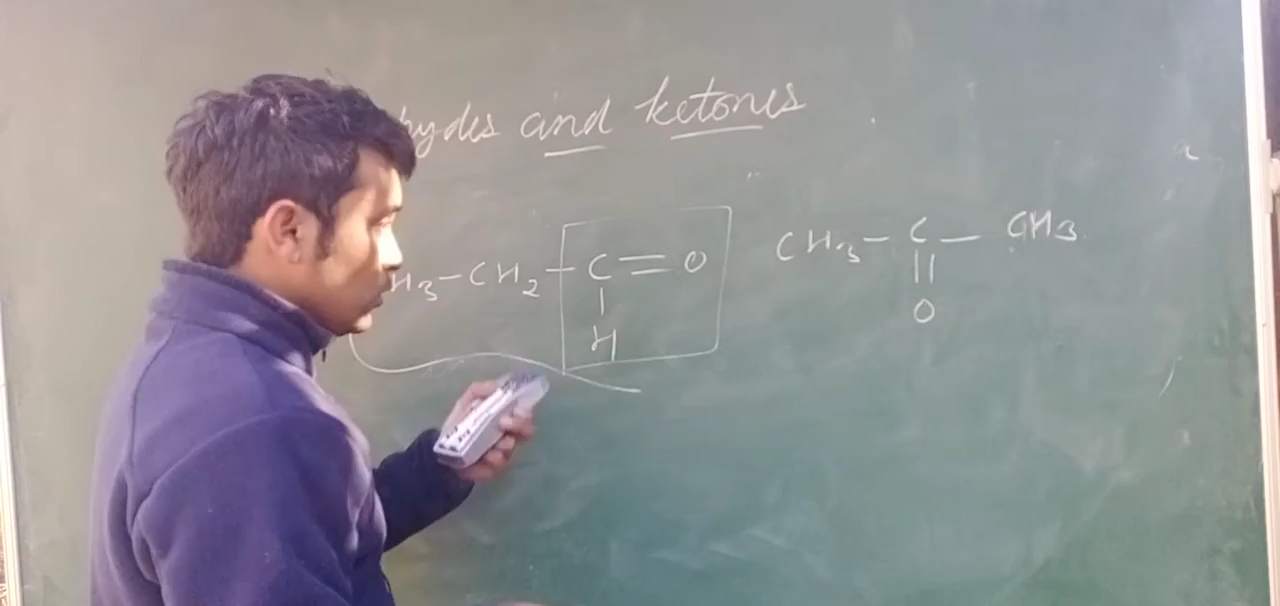 hydes and ketones
H3-CH2-C=O CH3-C-CH3
| ||
H O